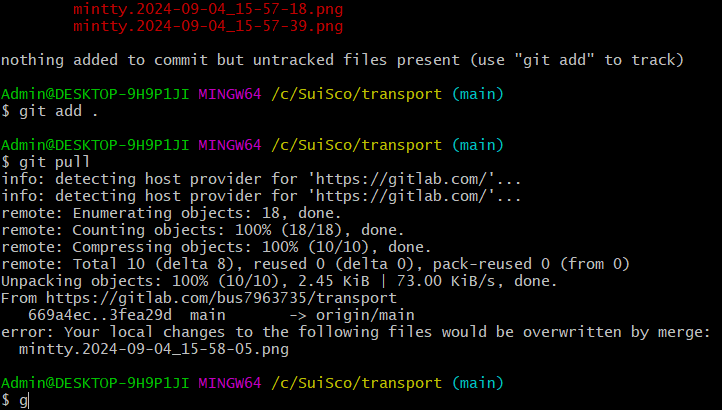 mintty.2024-09-04_15-57-18.png
mintty.2024-09-04_15-57-39.png
nothing added to commit but untracked files present (use "git add" to track)
Admin@DESKTOP-9H9P1JI MINGW64 /c/SuiSco/transport (main)
$ git add .
Admin@DESKTOP-9H9P1JI MINGW64 /c/SuiSco/transport (main)
$ git pull
info: detecting host provider for 'https://gitlab.com/'...
info: detecting host provider for 'https://gitlab.com/'...
remote: Enumerating objects: 18, done.
remote: Counting objects: 100% (18/18), done.
remote: Compressing objects: 100% (10/10), done.
remote: Total 10 (delta 8), reused 0 (delta 0), pack-reused 0 (from 0)
Unpacking objects: 100% (10/10), 2.45 KiB | 73.00 KiB/s, done.
From https://gitlab.com/bus7963735/transport
669a4ec..3fea29d  main       -> origin/main
error: Your local changes to the following files would be overwritten by merge:
mintty.2024-09-04_15-58-05.png
Admin@DESKTOP-9H9P1JI MINGW64 /c/SuiSco/transport (main)
$ g